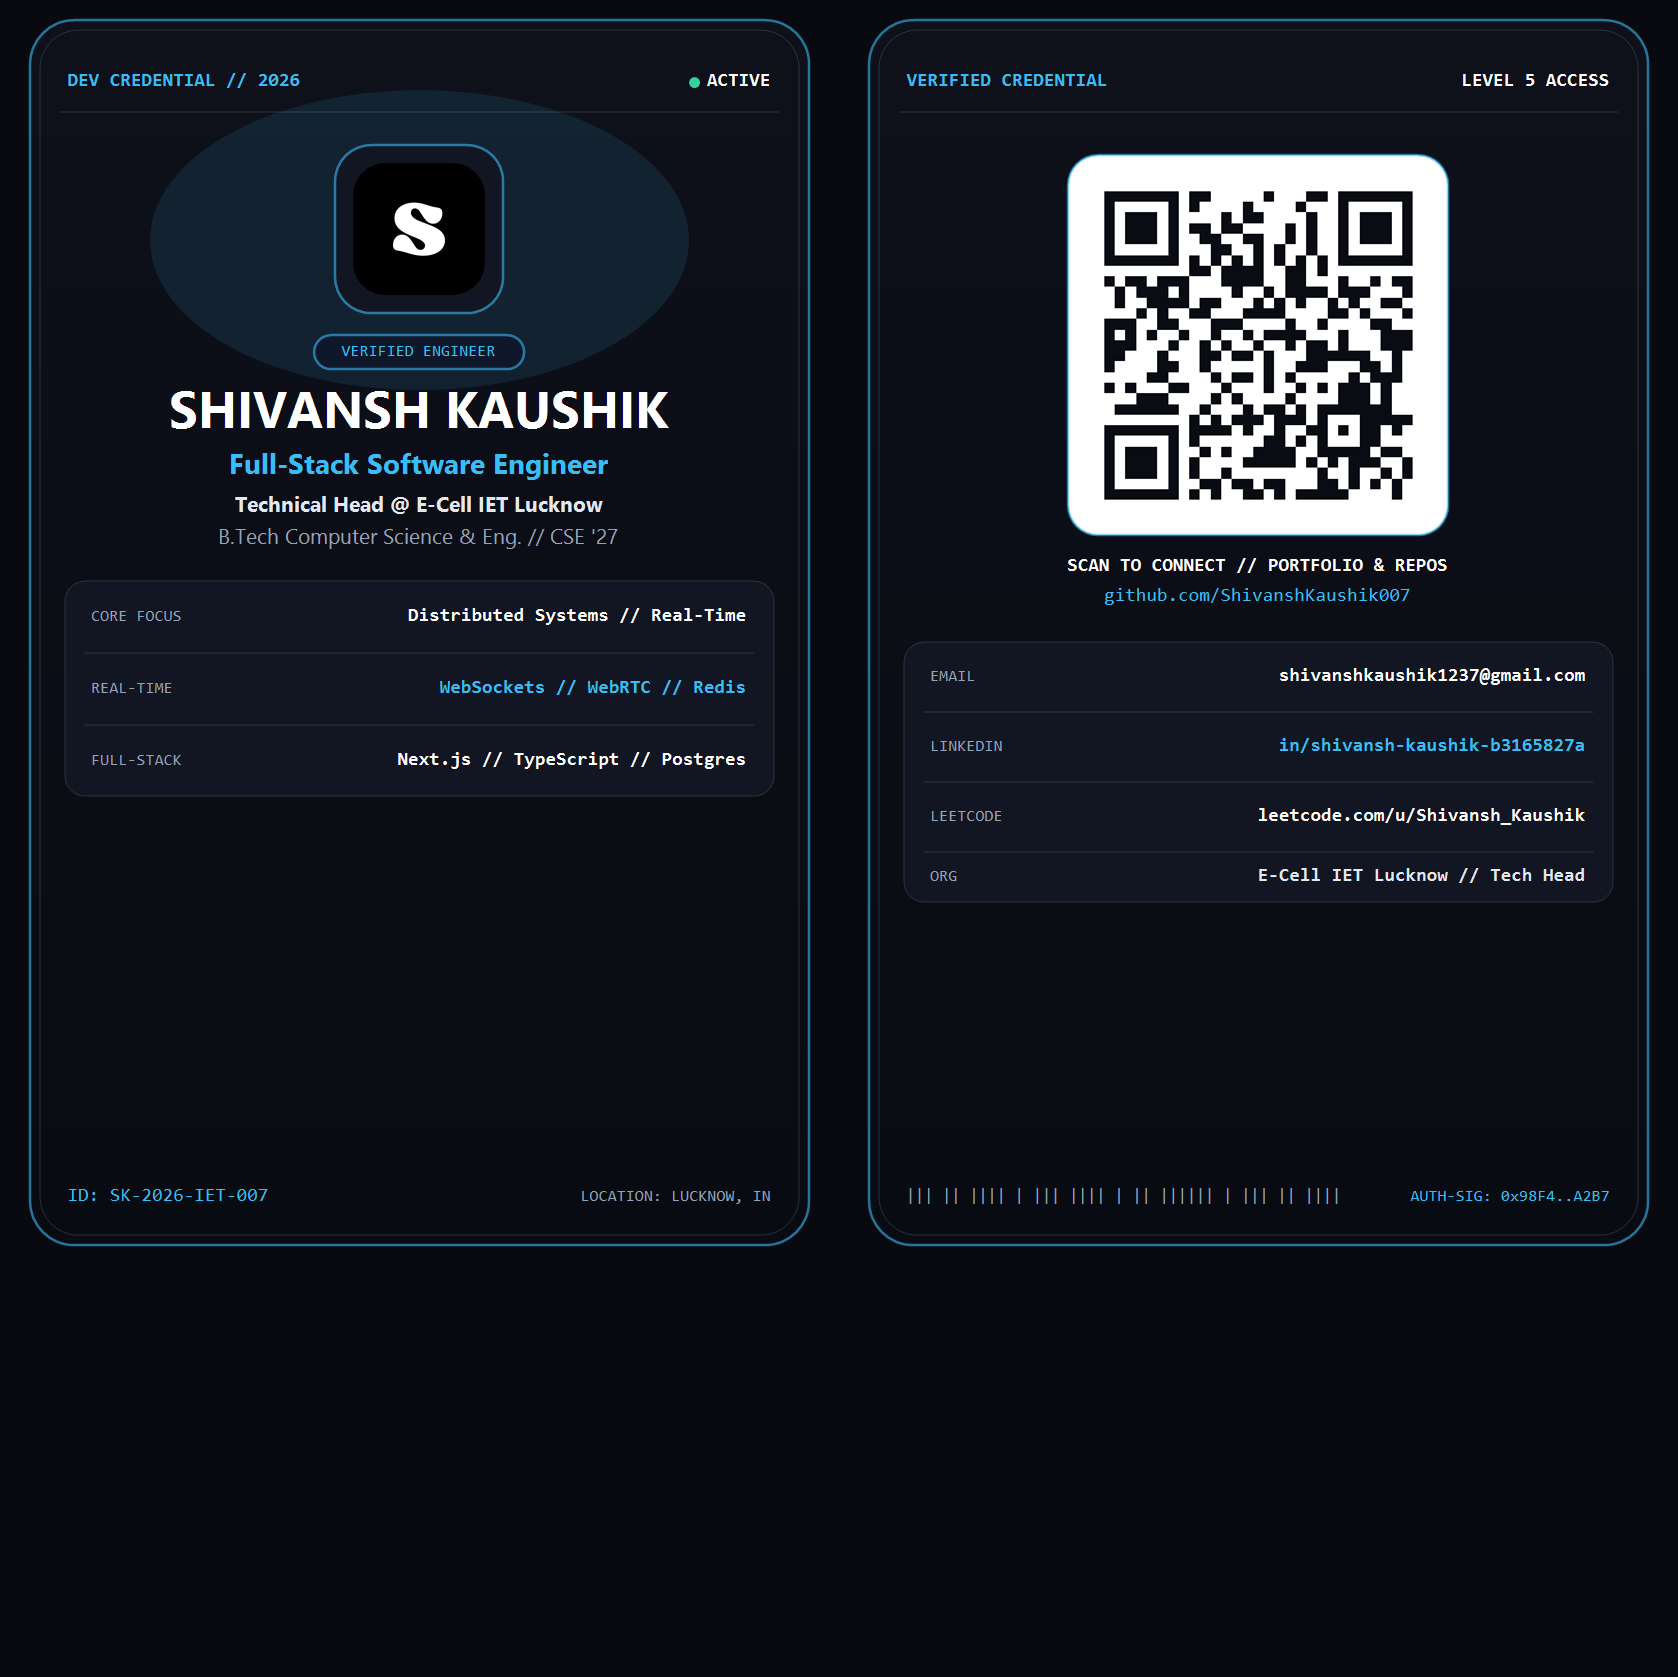 DEV CREDENTIAL // 2026
ACTIVE
S
VERIFIED ENGINEER
SHIVANSH KAUSHIK
Full-Stack Software Engineer
Technical Head @ E-Cell IET Lucknow
B.Tech Computer Science & Eng. // CSE '27
CORE FOCUS Distributed Systems // Real-Time
REAL-TIME WebSockets // WebRTC // Redis
FULL-STACK Next.js // TypeScript // Postgres
ID: SK-2026-IET-007
LOCATION: LUCKNOW, IN
VERIFIED CREDENTIAL
LEVEL 5 ACCESS
SCAN TO CONNECT // PORTFOLIO & REPOS
github.com/ShivanshKaushik007
EMAIL shivanshkaushik1237@gmail.com
LINKEDIN in/shivansh-kaushik-b3165827a
LEETCODE leetcode.com/u/Shivansh_Kaushik
ORG E-Cell IET Lucknow // Tech Head
||| || |||| | ||| |||| | || |||||| | ||| || ||||
AUTH-SIG: 0x98F4..A2B7